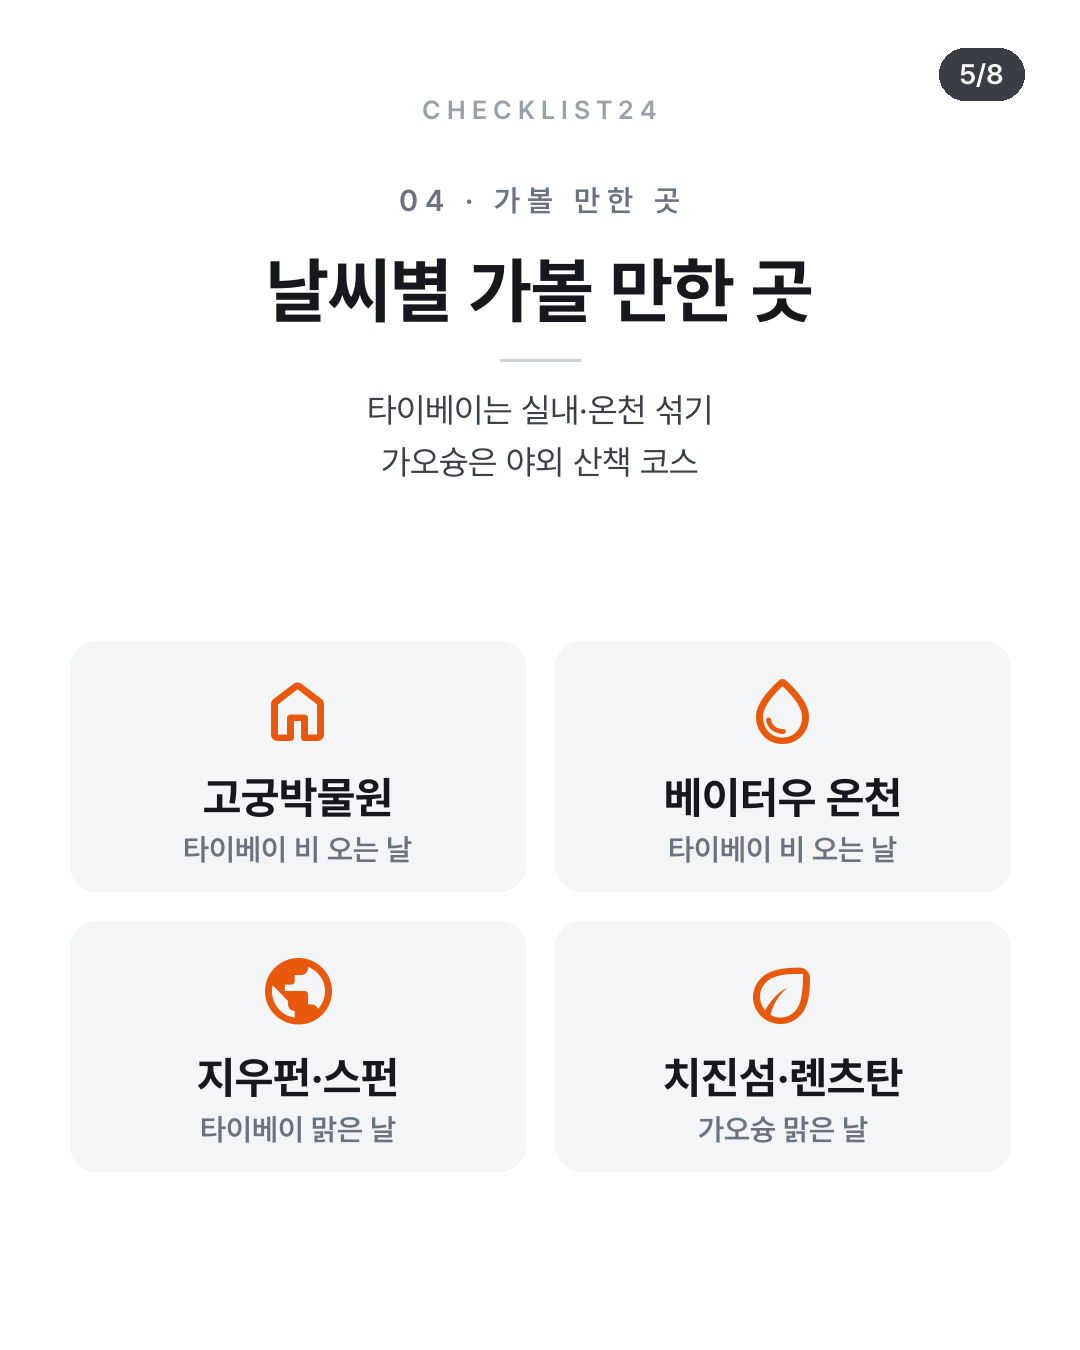 5/8
CHECKLIST24
04 · 가볼 만한 곳
날씨별 가볼 만한 곳
타이베이는 실내·온천 섞기
가오슝은 야외 산책 코스
고궁박물원
타이베이 비 오는 날
베이터우 온천
타이베이 비 오는 날
지우펀·스펀
타이베이 맑은 날
치진섬·롄츠탄
가오슝 맑은 날